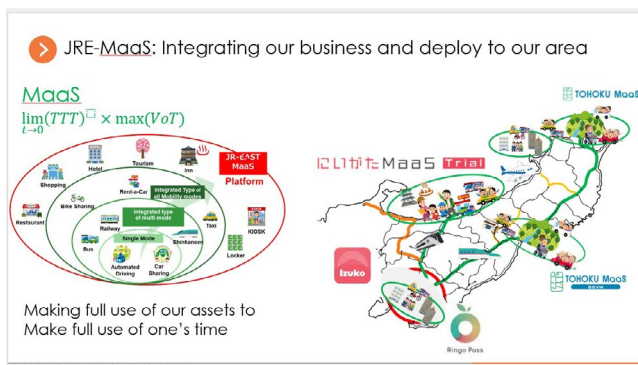 JRE-MaaS: Integrating our business and deploy to our area
MaaS
lim(TTT) × max(VoT)
t→0
JR-EAST
MaaS
Platform
Tourism
Hotel
Inn
Shopping
Rent-a-Car
Integrated Type of
all Mobility modes
Bike Sharing
Integrated type
of multi mode
Restaurant
Railway
Taxi
KIOSK
Single Mode
Shinkansen
Bus
Locker
Automated
Driving
Car
Sharing
Making full use of our assets to
Make full use of one's time
TOHOKU MaaS
にいがた MaaS Trial
Izuko
TOHOKU MaaS
Ringo Pass